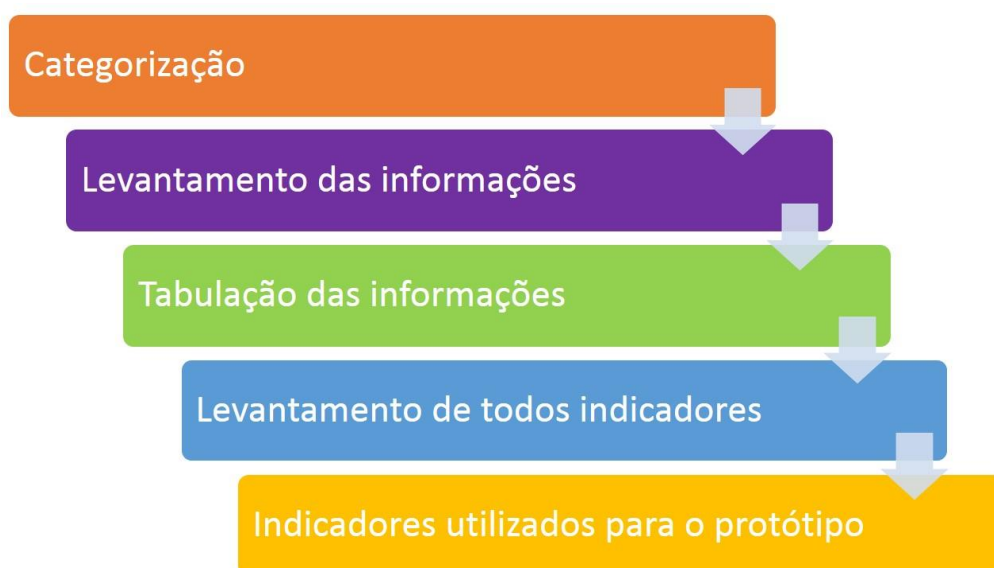 Categorização
Levantamento das informações
Tabulação das informações
Levantamento de todos indicadores
Indicadores utilizados para o protótipo